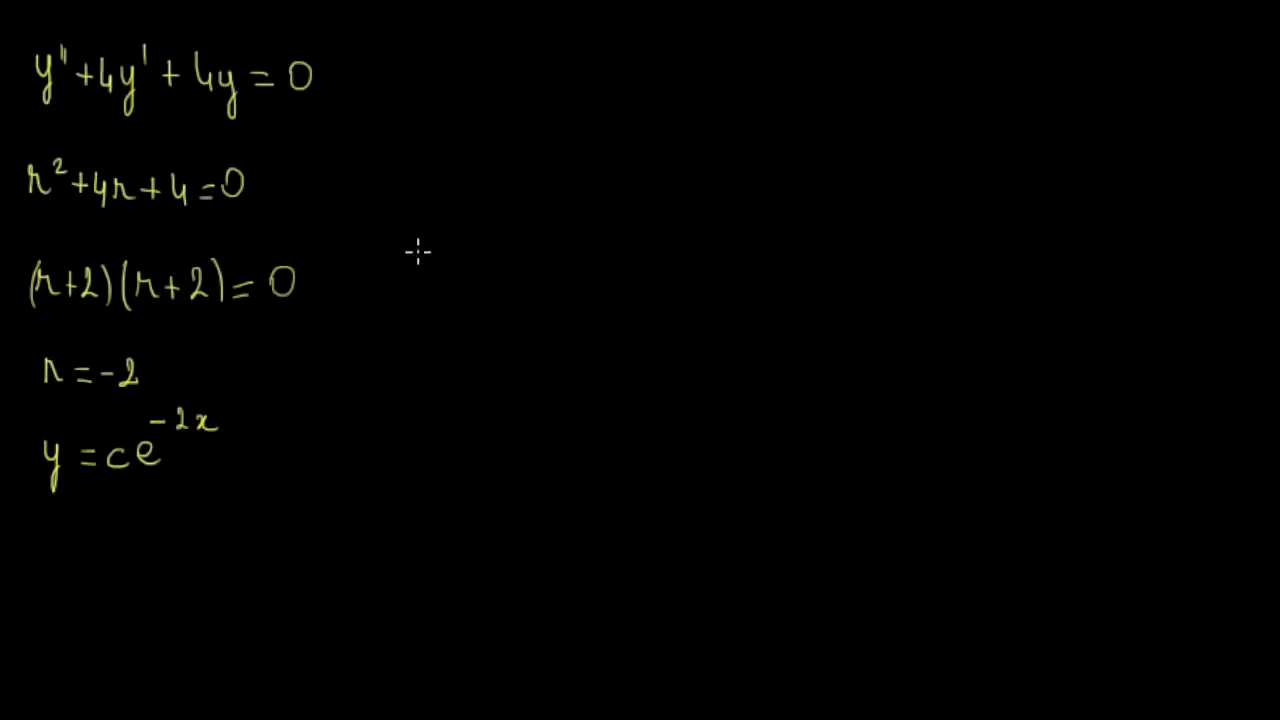 y''+4y'+4y=0
r²+4r+4=0
(r+2)(r+2)=0
r=-2
y=ce^{-2x}